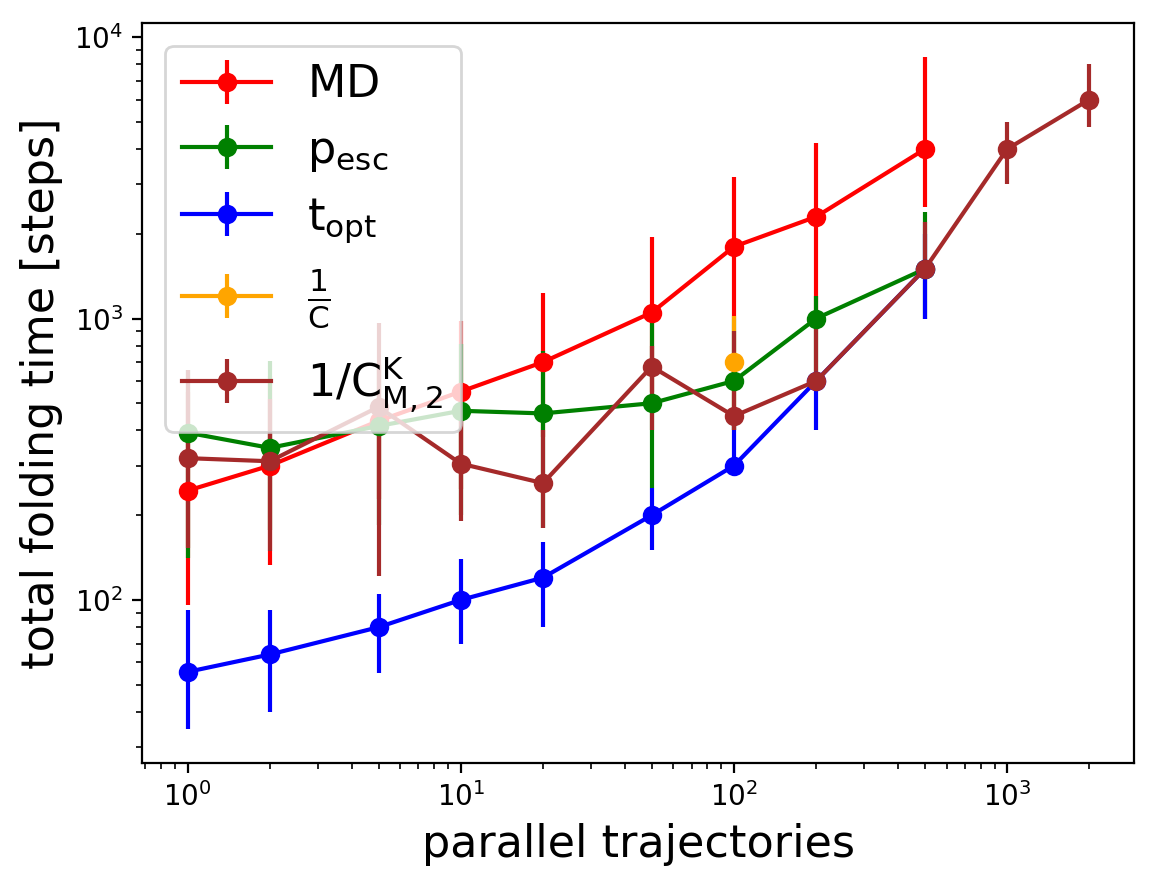 total folding time [steps]
10⁴
10³
10²
MD
p_esc
t_opt
1/C
1/C^K_M, 2
10⁰ 10¹ 10² 10³
parallel trajectories